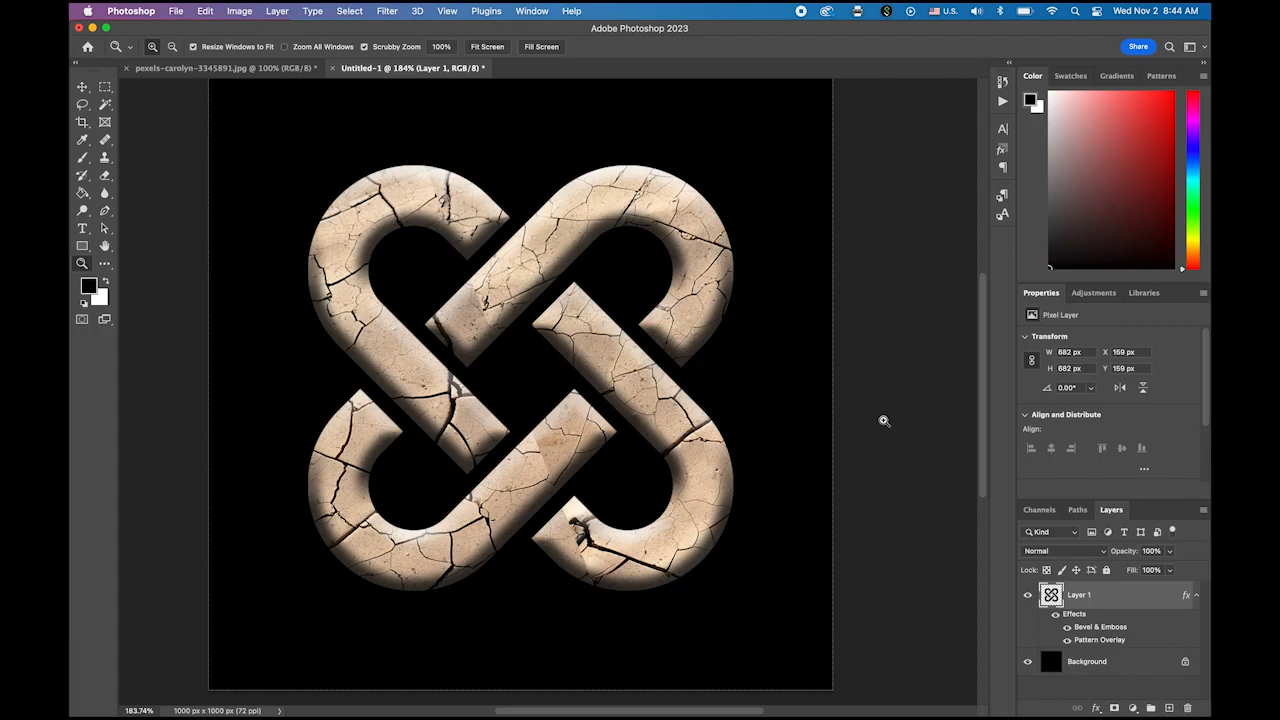 Photoshop File Edit Image Layer Type Select Filter 3D View Plugins Window Help U.S. Wed Nov 2 8:44 AM
Adobe Photoshop 2023
Resize Windows to Fit Zoom All Windows Scrubby Zoom 100% Fit Screen Fill Screen Share
pexels-carolyn-3345891.jpg @ 100% (RGB/8) * Untitled-1 @ 184% (Layer 1, RGB/8) *
Color Swatches Gradients Patterns
Properties Adjustments Libraries
Pixel Layer
Transform
W 682 px X 159 px
H 682 px Y 159 px
0.00°
Align and Distribute
Align:
Channels Paths Layers
Kind
Normal Opacity: 100%
Lock: Fill: 100%
Layer 1 fx
Effects
Bevel & Emboss
Pattern Overlay
Background
183.74% 1000 px x 1000 px (72 ppi)